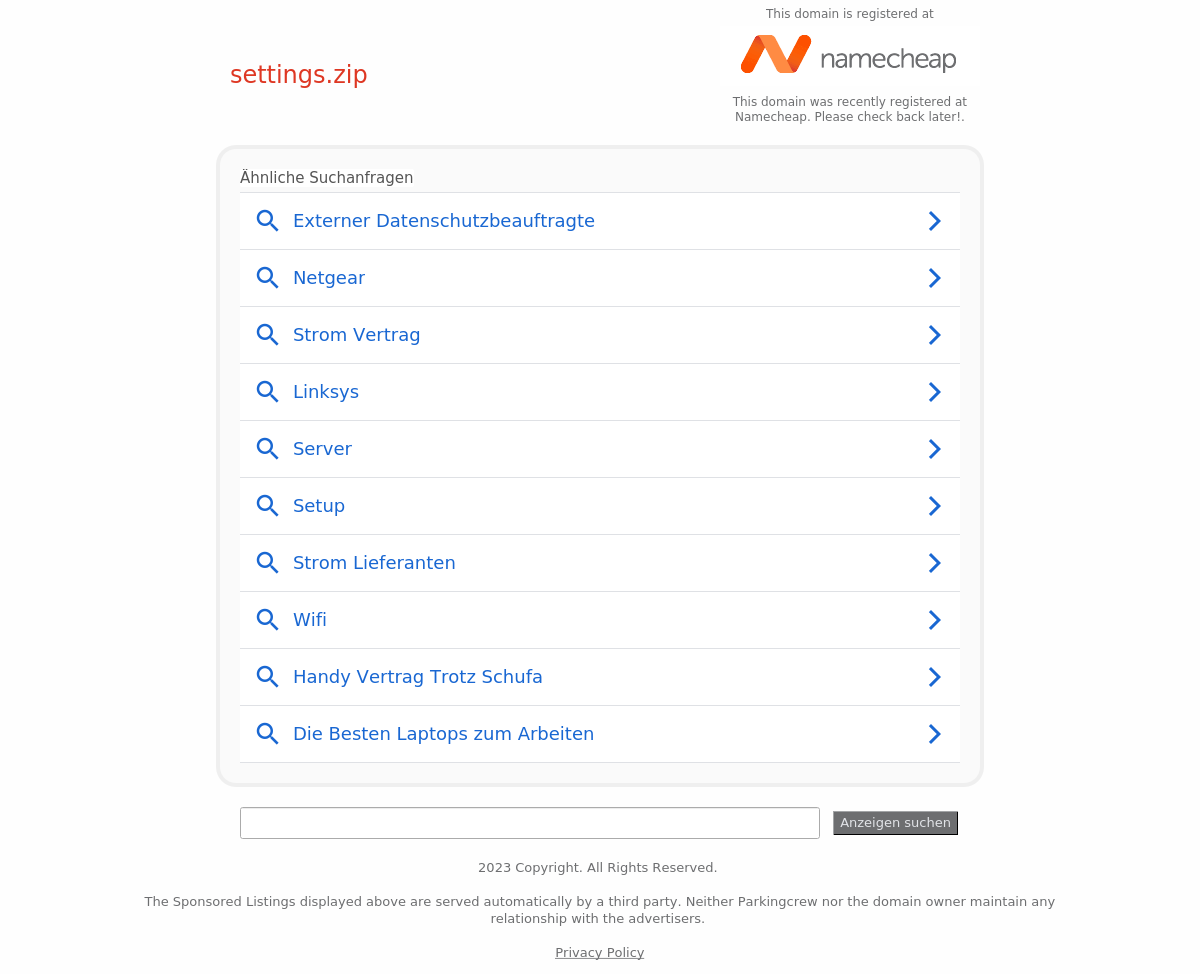 This domain is registered at
namecheap
settings.zip
This domain was recently registered at
Namecheap. Please check back later!.
Ähnliche Suchanfragen
Externer Datenschutzbeauftragte
Netgear
Strom Vertrag
Linksys
Server
Setup
Strom Lieferanten
Wifi
Handy Vertrag Trotz Schufa
Die Besten Laptops zum Arbeiten
Anzeigen suchen
2023 Copyright. All Rights Reserved.
The Sponsored Listings displayed above are served automatically by a third party. Neither Parkingcrew nor the domain owner maintain any
relationship with the advertisers.
Privacy Policy